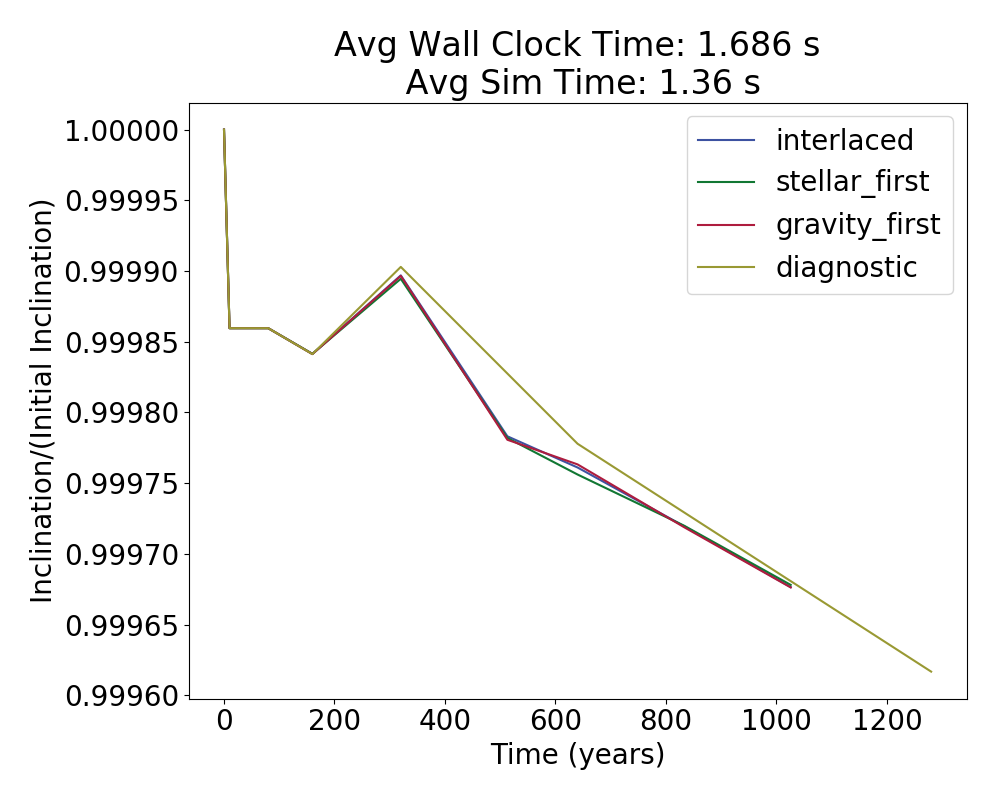 Avg Wall Clock Time: 1.686 s
Avg Sim Time: 1.36 s
interlaced
stellar_first
gravity_first
diagnostic
Inclination/(Initial Inclination)
1.00000
0.99995
0.99990
0.99985
0.99980
0.99975
0.99970
0.99965
0.99960
0 200 400 600 800 1000 1200
Time (years)